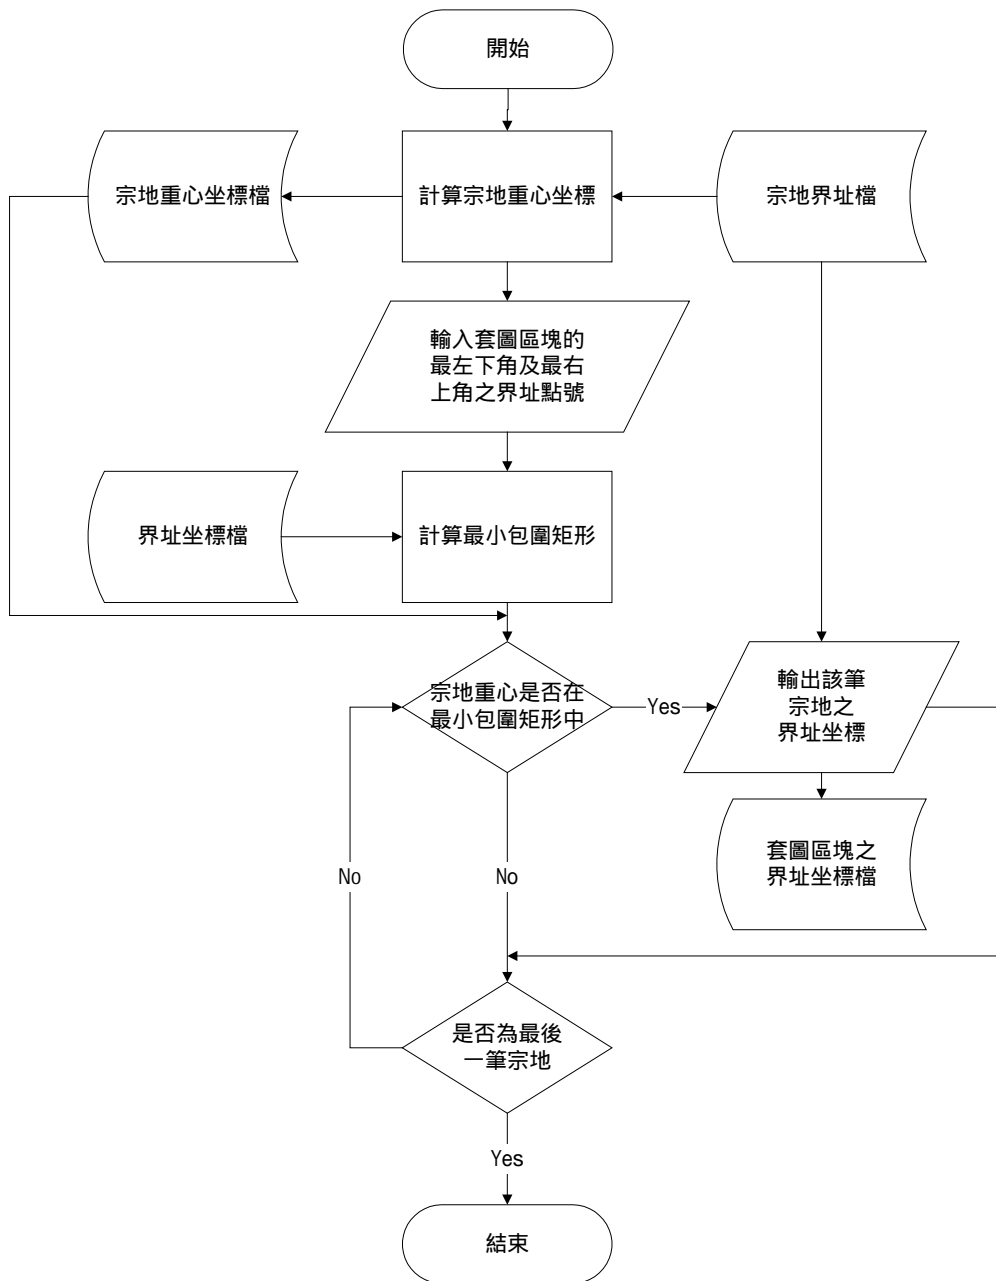 開始
宗地重心坐標檔
計算宗地重心坐標
宗地界址檔
輸入套圖區塊的
最左下角及最右
上角之界址點號
界址坐標檔
計算最小包圍矩形
宗地重心是否在
最小包圍矩形中
Yes
輸出該筆
宗地之
界址坐標
套圖區塊之
界址坐標檔
No
No
是否為最後
一筆宗地
Yes
結束